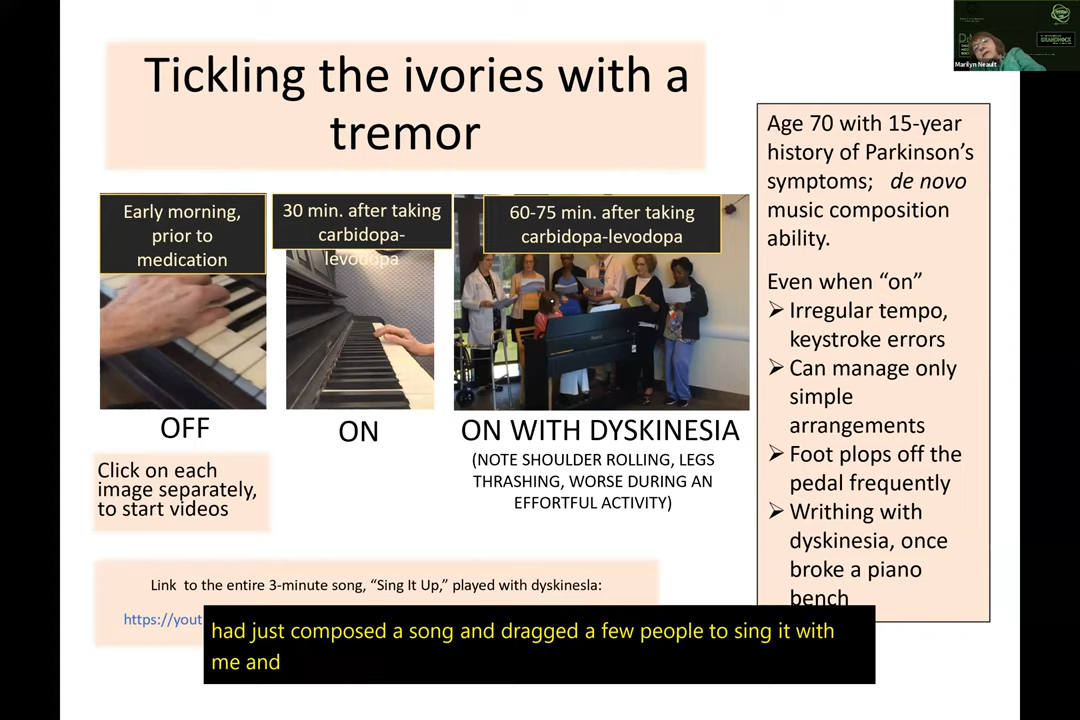 Tickling the ivories with a
tremor
Early morning,
prior to
medication
30 min. after taking
carbidopa-
levodopa
60-75 min. after taking
carbidopa-levodopa
OFF
ON
ON WITH DYSKINESIA
(NOTE SHOULDER ROLLING, LEGS
THRASHING, WORSE DURING AN
EFFORTFUL ACTIVITY)
Click on each
image separately,
to start videos
Link to the entire 3-minute song, “Sing It Up,” played with dyskinesla:
https://yout
Age 70 with 15-year
history of Parkinson’s
symptoms; de novo
music composition
ability.
Even when “on”
➢ Irregular tempo,
keystroke errors
➢ Can manage only
simple
arrangements
➢ Foot plops off the
pedal frequently
➢ Writhing with
dyskinesia, once
broke a piano
bench
had just composed a song and dragged a few people to sing it with
me and
Marilyn Neault